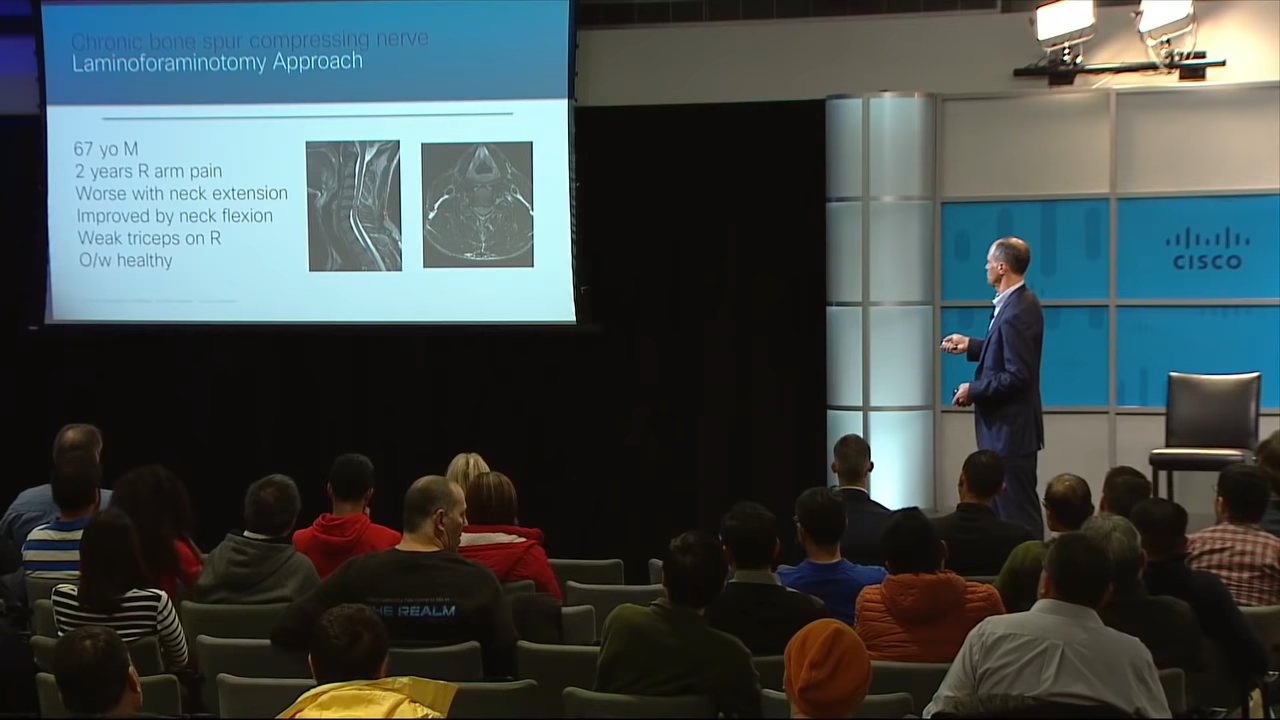 Chronic bone spur compressing nerve
Laminoforaminotomy Approach
67 yo M
2 years R arm pain
Worse with neck extension
Improved by neck flexion
Weak triceps on R
O/w healthy
CISCO
HE REALM